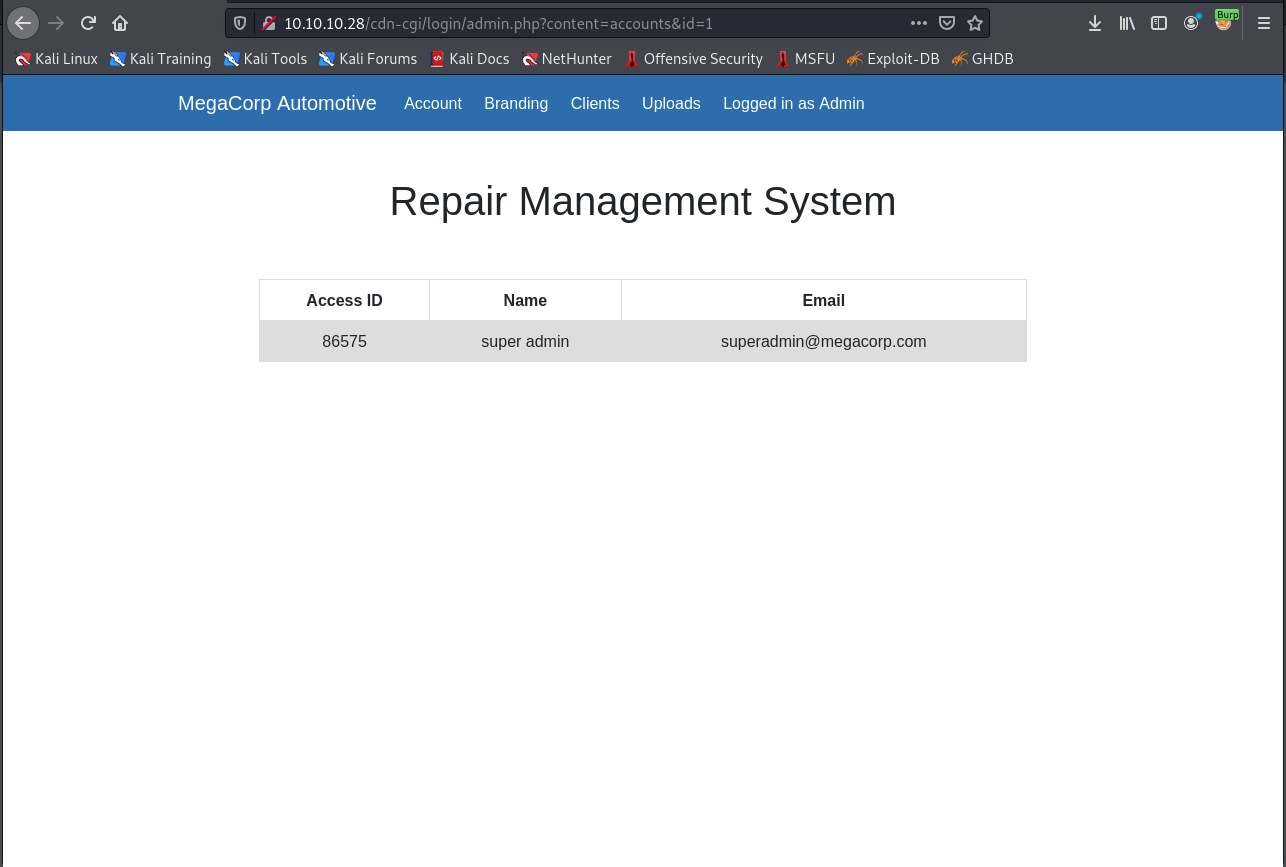 10.10.10.28/cdn-cgi/login/admin.php?content=accounts&id=1
Burp
Kali Linux Kali Training Kali Tools Kali Forums Kali Docs NetHunter Offensive Security MSFU Exploit-DB GHDB
MegaCorp Automotive Account Branding Clients Uploads Logged in as Admin
Repair Management System
Access ID Name Email
86575 super admin superadmin@megacorp.com